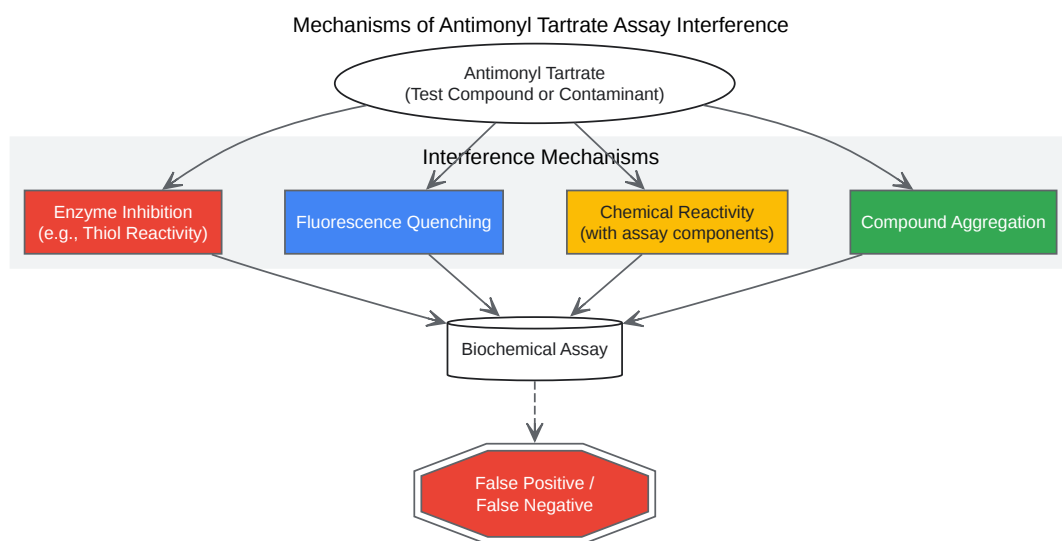 Mechanisms of Antimonyl Tartrate Assay Interference
Antimonyl Tartrate
(Test Compound or Contaminant)
Interference Mechanisms
Enzyme Inhibition
(e.g., Thiol Reactivity)
Fluorescence Quenching
Chemical Reactivity
(with assay components)
Compound Aggregation
Biochemical Assay
False Positive /
False Negative